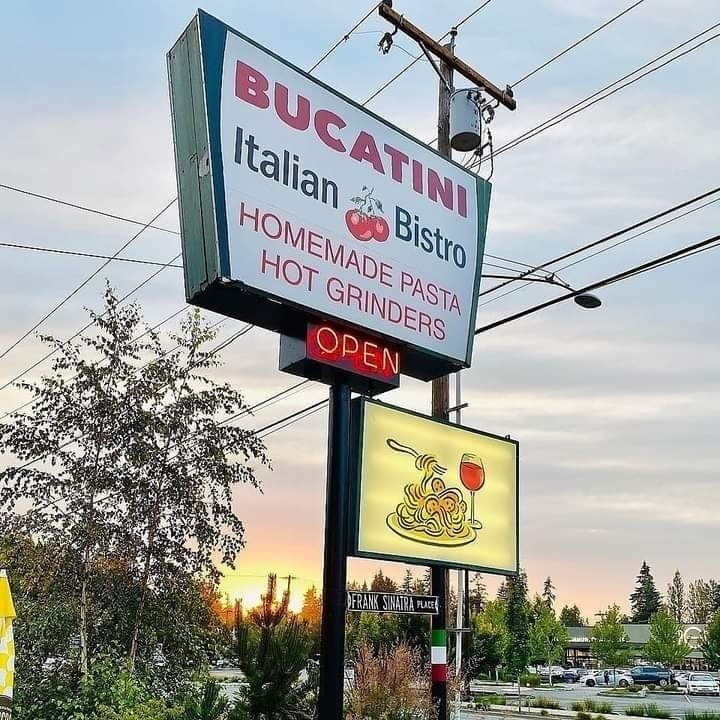 BUCATINI
Italian Bistro
HOMEMADE PASTA
HOT GRINDERS
OPEN
FRANK SINATRA PLACE